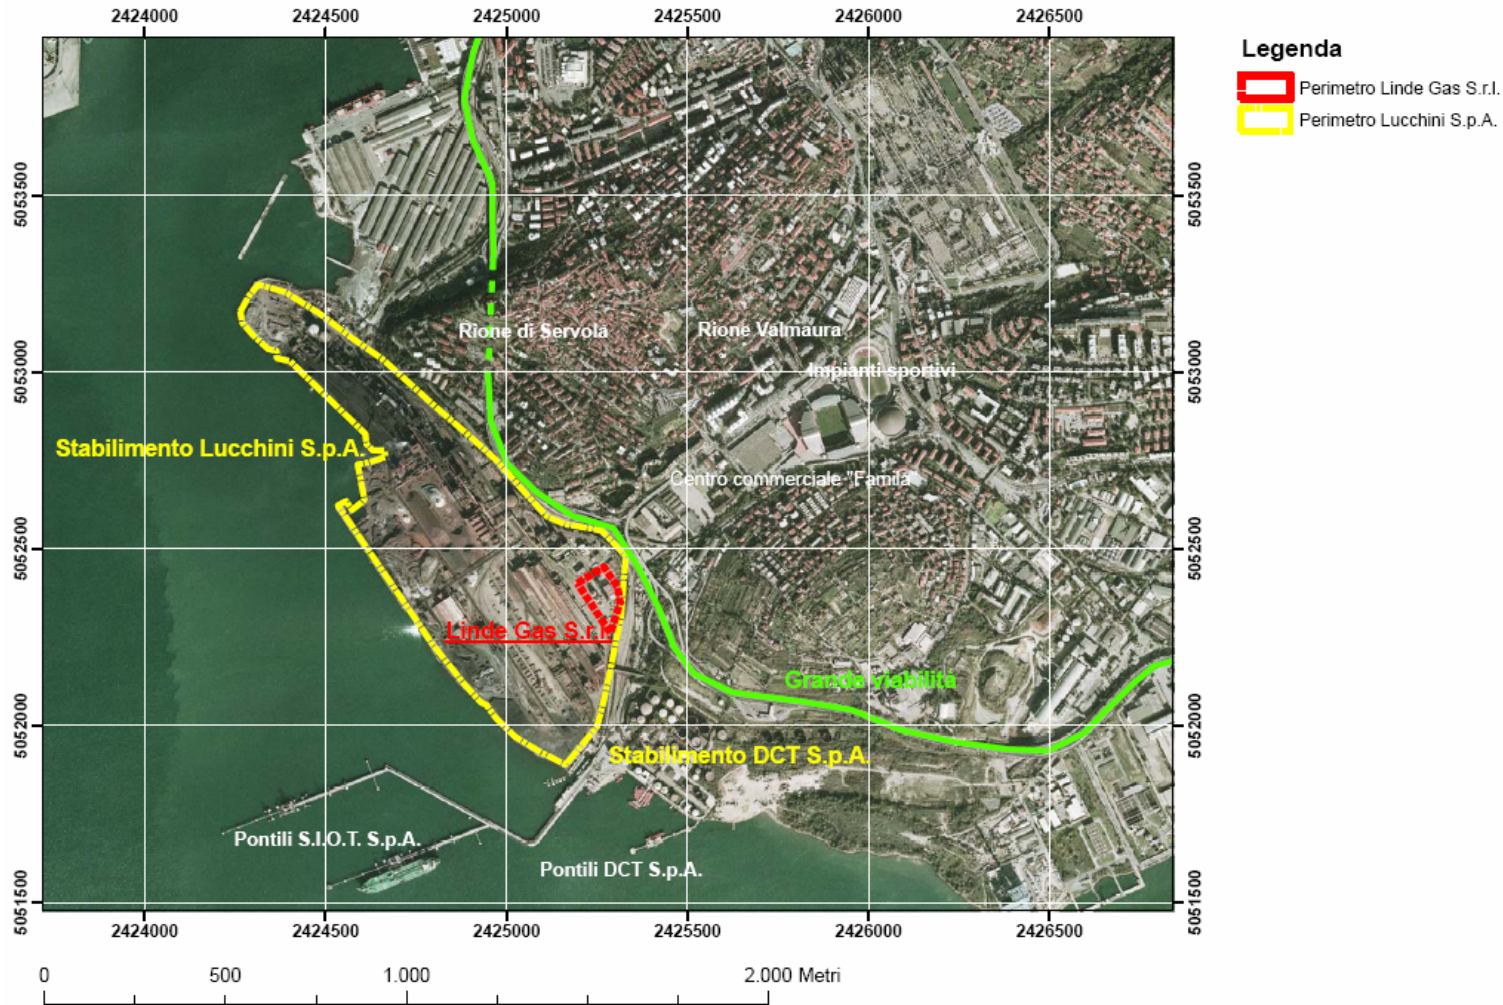 2424000 2424500 2425000 2425500 2426000 2426500
Legenda
Perimetro Linde Gas S.r.l.
Perimetro Lucchini S.p.A.
5053500 5053500
Rione di Servola Rione Valmaura
Impianti sportivi
5053000 5053000
Stabilimento Lucchini S.p.A.
Centro commerciale "Famila"
5052500 5052500
Linde Gas S.r.l.
Grande viabilità
5052000 5052000
Stabilimento DCT S.p.A.
Pontili S.I.O.T. S.p.A.
Pontili DCT S.p.A.
5051500 5051500
2424000 2424500 2425000 2425500 2426000 2426500
0 500 1.000 2.000 Metri